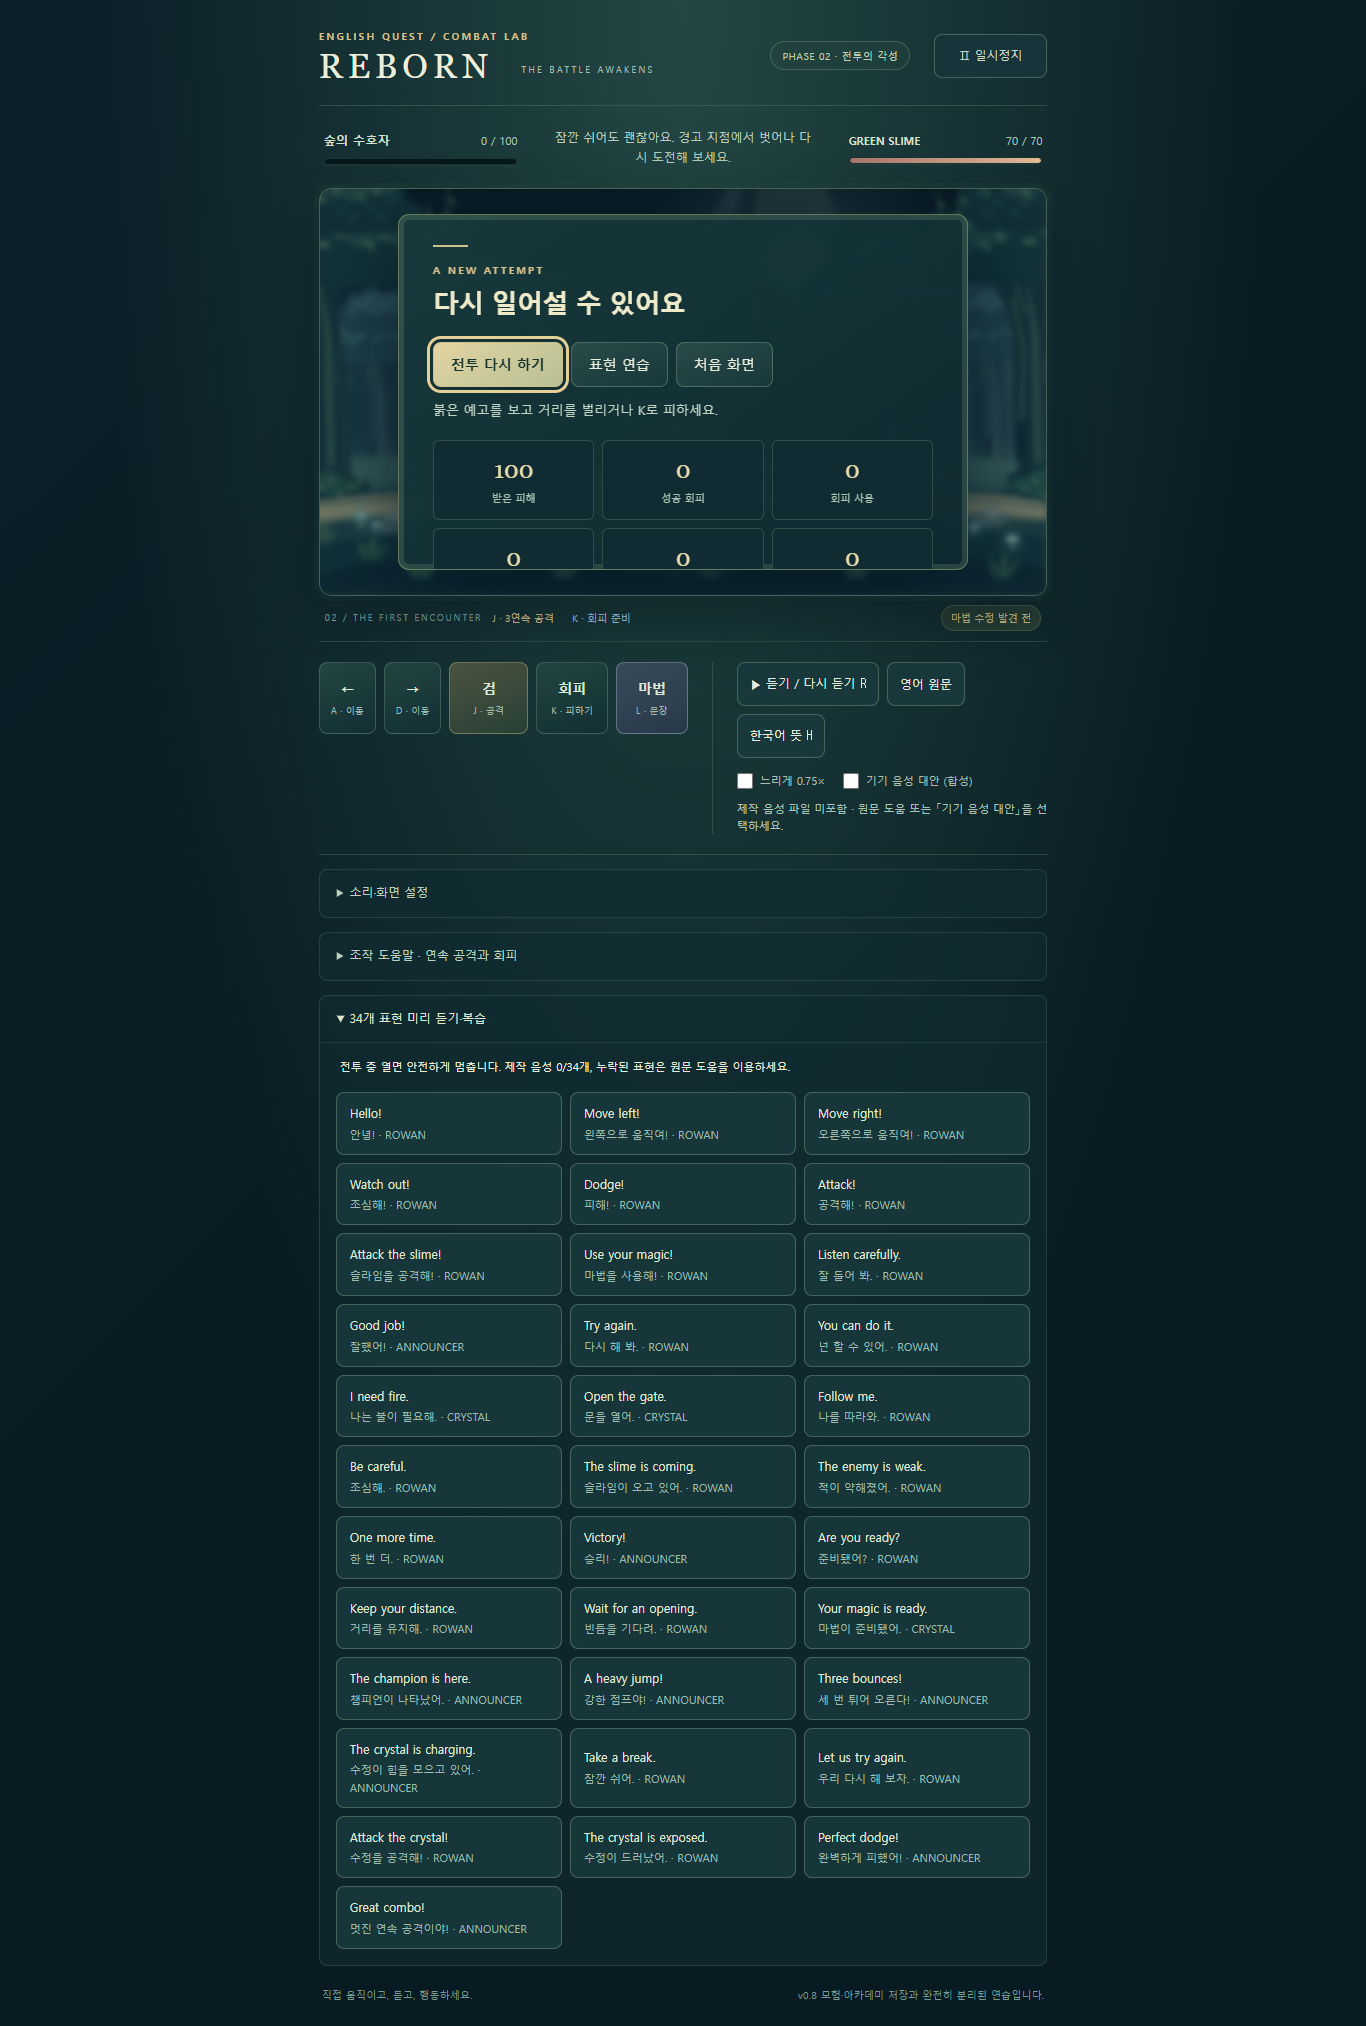 ENGLISH QUEST / COMBAT LAB
REBORN
THE BATTLE AWAKENS
PHASE 02 · 전투의 각성
II 일시정지
숲의 수호자
0 / 100
잠깐 쉬어도 괜찮아요. 경고 지점에서 벗어나 다
시 도전해 보세요.
GREEN SLIME
70 / 70
A NEW ATTEMPT
다시 일어설 수 있어요
전투 다시 하기
표현 연습
처음 화면
붉은 예고를 보고 거리를 벌리거나 K로 피하세요.
100
받은 피해
0
성공 회피
0
회피 사용
0
0
0
02 / THE FIRST ENCOUNTER
J · 3연속 공격
K · 회피 준비
마법 수정 발견 전
←
A · 이동
→
D · 이동
검
J · 공격
회피
K · 피하기
마법
L · 문장
▶ 듣기 / 다시 듣기 R
영어 원문
한국어 뜻 H
느리게 0.75×
기기 음성 대안 (합성)
제작 음성 파일 미포함 · 원문 도움 또는 「기기 음성 대안」을 선
택하세요.
▶ 소리·화면 설정
▶ 조작 도움말 · 연속 공격과 회피
▼ 34개 표현 미리 듣기·복습
전투 중 열면 안전하게 멈춥니다. 제작 음성 0/34개, 누락된 표현은 원문 도움을 이용하세요.
Hello!
안녕! · ROWAN
Move left!
왼쪽으로 움직여! · ROWAN
Move right!
오른쪽으로 움직여! · ROWAN
Watch out!
조심해! · ROWAN
Dodge!
피해! · ROWAN
Attack!
공격해! · ROWAN
Attack the slime!
슬라임을 공격해! · ROWAN
Use your magic!
마법을 사용해! · ROWAN
Listen carefully.
잘 들어 봐. · ROWAN
Good job!
잘했어! · ANNOUNCER
Try again.
다시 해 봐. · ROWAN
You can do it.
넌 할 수 있어. · ROWAN
I need fire.
나는 불이 필요해. · CRYSTAL
Open the gate.
문을 열어. · CRYSTAL
Follow me.
나를 따라와. · ROWAN
Be careful.
조심해. · ROWAN
The slime is coming.
슬라임이 오고 있어. · ROWAN
The enemy is weak.
적이 약해졌어. · ROWAN
One more time.
한 번 더. · ROWAN
Victory!
승리! · ANNOUNCER
Are you ready?
준비됐어? · ROWAN
Keep your distance.
거리를 유지해. · ROWAN
Wait for an opening.
빈틈을 기다려. · ROWAN
Your magic is ready.
마법이 준비됐어. · CRYSTAL
The champion is here.
챔피언이 나타났어. · ANNOUNCER
A heavy jump!
강한 점프야! · ANNOUNCER
Three bounces!
세 번 튀어 오른다! · ANNOUNCER
The crystal is charging.
수정이 힘을 모으고 있어. ·
ANNOUNCER
Take a break.
잠깐 쉬어. · ROWAN
Let us try again.
우리 다시 해 보자. · ROWAN
Attack the crystal!
수정을 공격해! · ROWAN
The crystal is exposed.
수정이 드러났어. · ROWAN
Perfect dodge!
완벽하게 피했어! · ANNOUNCER
Great combo!
멋진 연속 공격이야! · ANNOUNCER
직접 움직이고, 듣고, 행동하세요.
v0.8 모험·아카데미 저장과 완전히 분리된 연습입니다.